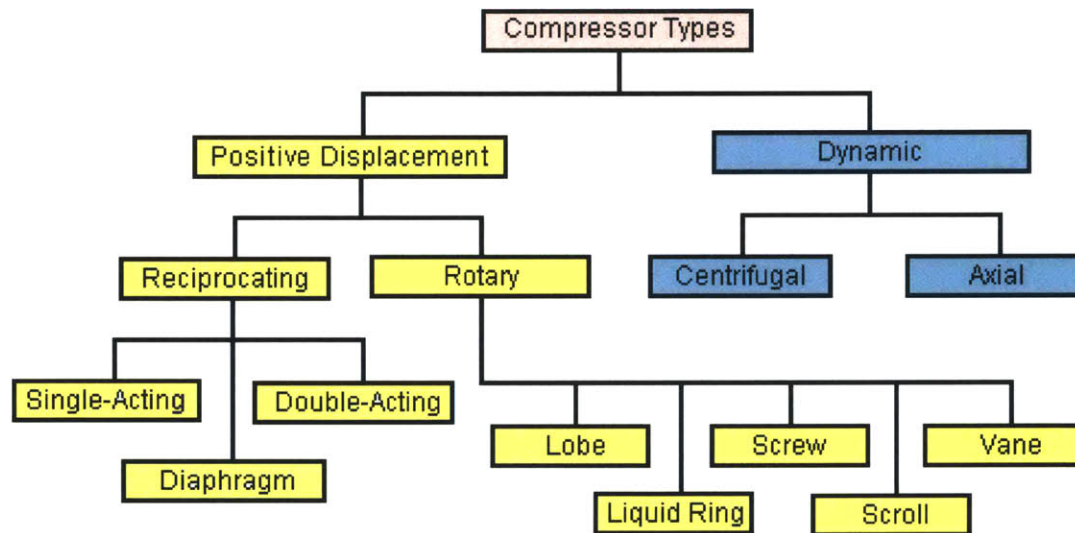 Compressor Types
Positive Displacement
Dynamic
Reciprocating
Rotary
Centrifugal
Axial
Single-Acting
Double-Acting
Diaphragm
Lobe
Screw
Vane
Liquid Ring
Scroll